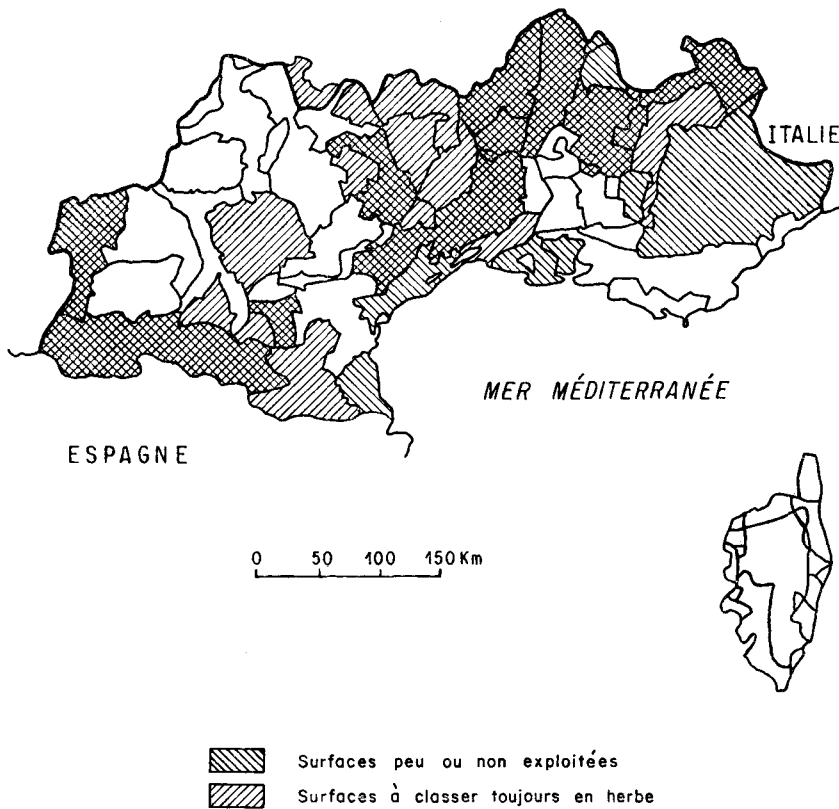 ITALIE
MER MÉDITERRANÉE
ESPAGNE
0 50 100 150 Km
Surfaces peu ou non exploitées
Surfaces à classer toujours en herbe